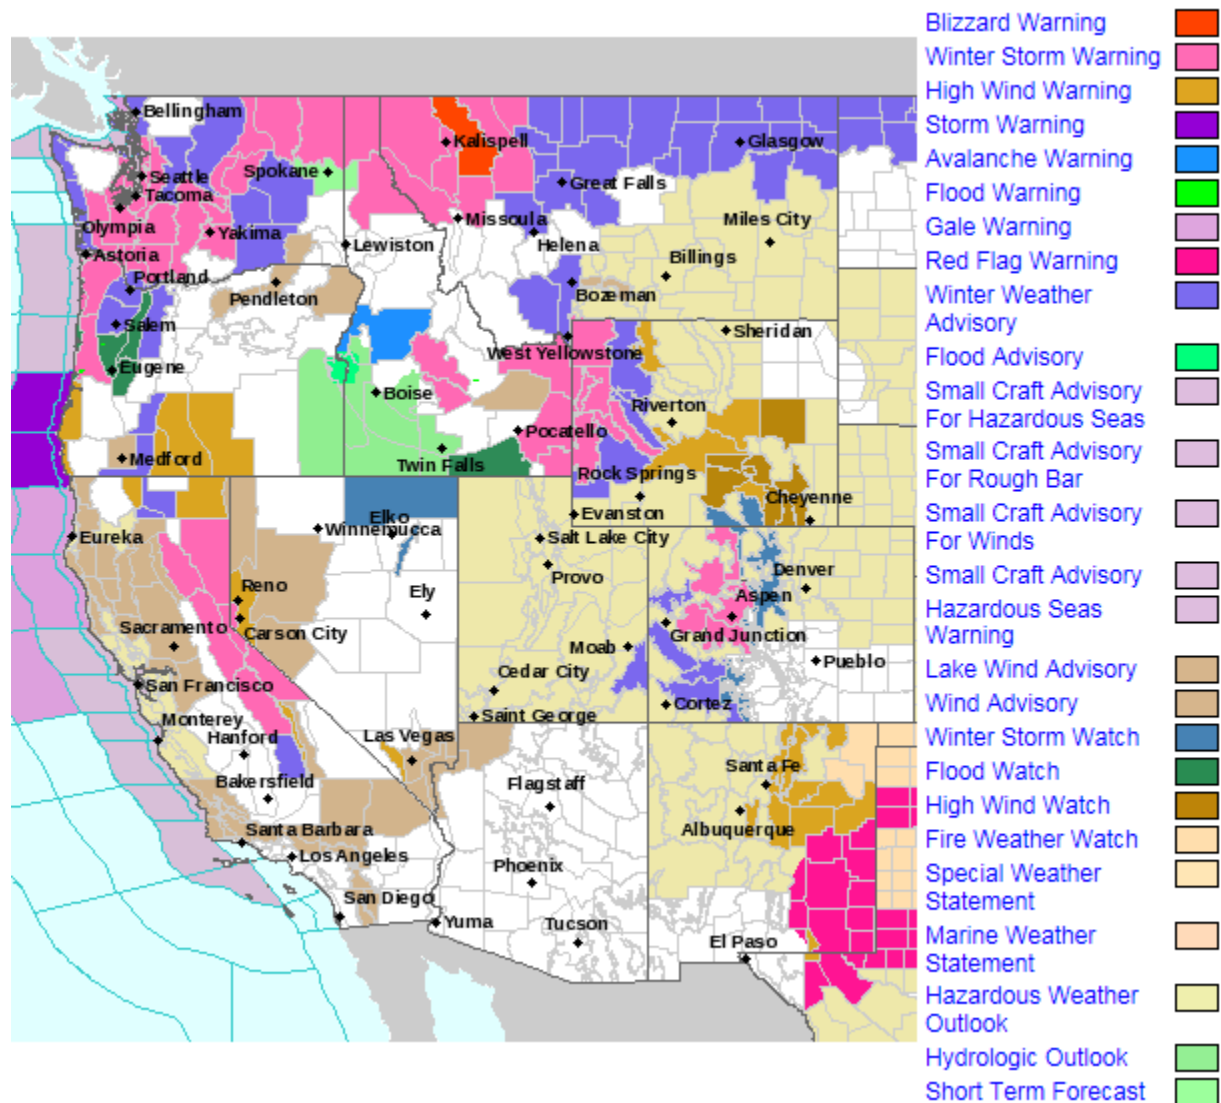 Bellingham
Kalispell
Glasgow
Seattle
Spokane
Tacoma
Great Falls
Olympia
Missoula
Miles City
Yakima
Lewiston
Helena
Astoria
Billings
Portland
Pendleton
Bozeman
Salem
Sheridan
West Yellowstone
Eugene
Boise
Riverton
Pocatello
Medford
Twin Falls
Rock Springs
Cheyenne
Elko
Evanston
Winnemucca
Eureka
Salt Lake City
Provo
Denver
Reno
Ely
Aspen
Sacramento
Carson City
Grand Junction
Moab
Pueblo
Cedar City
San Francisco
Cortez
Monterey
Saint George
Hanford
Las Vegas
Santa Fe
Bakersfield
Flagstaff
Albuquerque
Santa Barbara
Los Angeles
Phoenix
San Diego
Yuma
Tucson
El Paso
Blizzard Warning
Winter Storm Warning
High Wind Warning
Storm Warning
Avalanche Warning
Flood Warning
Gale Warning
Red Flag Warning
Winter Weather
Advisory
Flood Advisory
Small Craft Advisory
For Hazardous Seas
Small Craft Advisory
For Rough Bar
Small Craft Advisory
For Winds
Small Craft Advisory
Hazardous Seas
Warning
Lake Wind Advisory
Wind Advisory
Winter Storm Watch
Flood Watch
High Wind Watch
Fire Weather Watch
Special Weather
Statement
Marine Weather
Statement
Hazardous Weather
Outlook
Hydrologic Outlook
Short Term Forecast